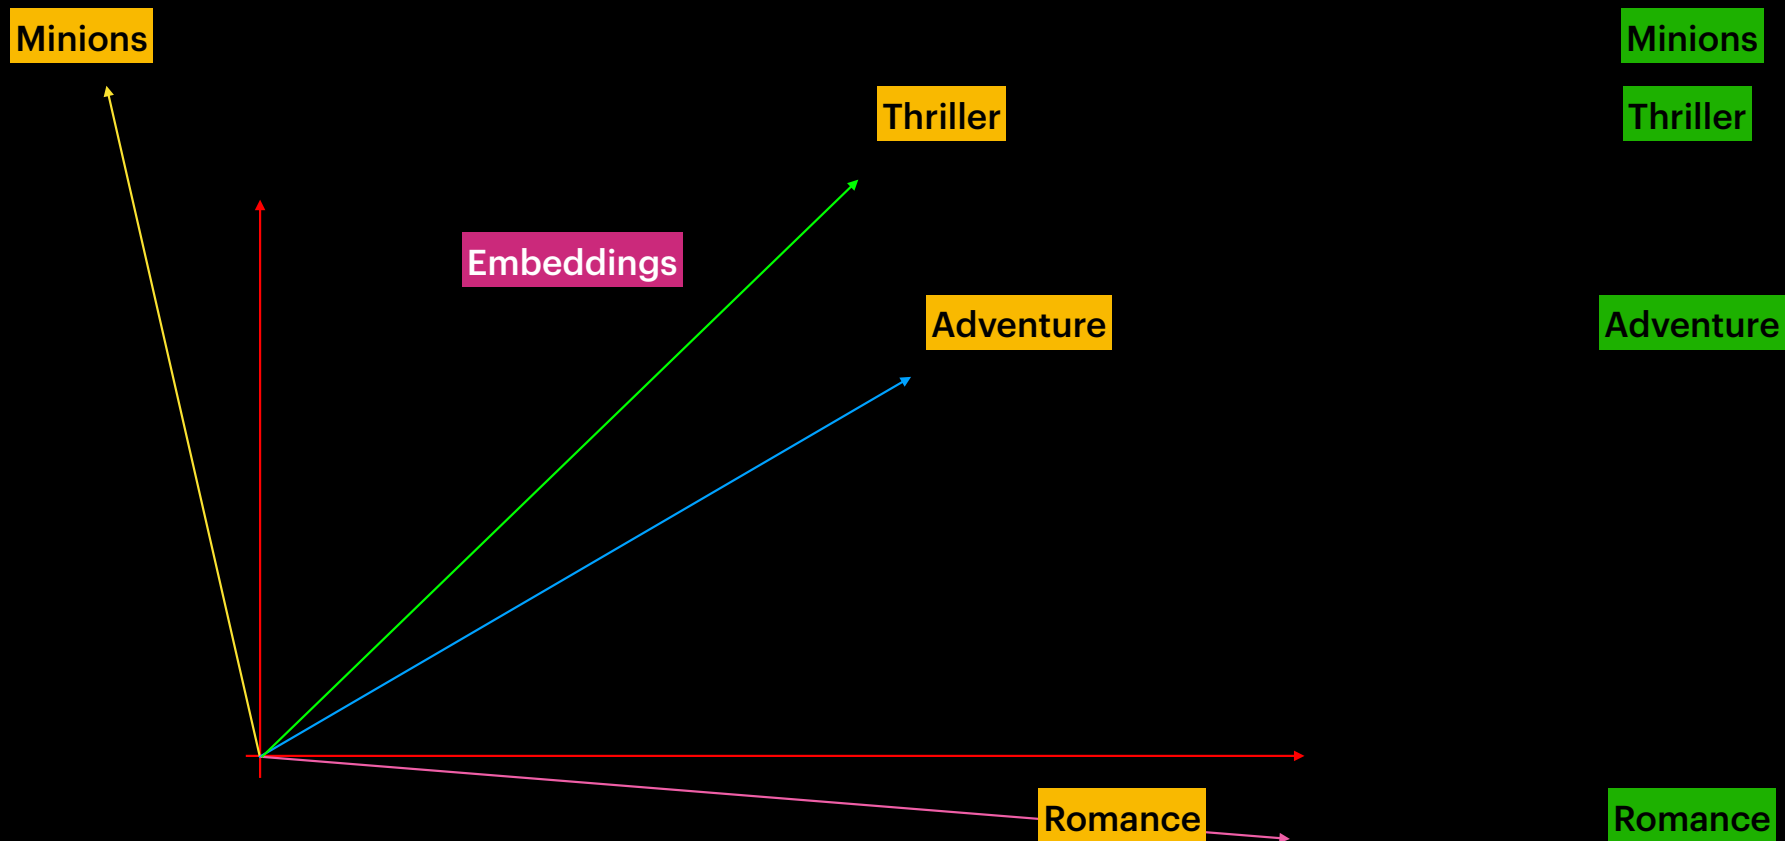 Minions
Minions
Thriller
Thriller
Embeddings
Adventure
Adventure
Romance
Romance